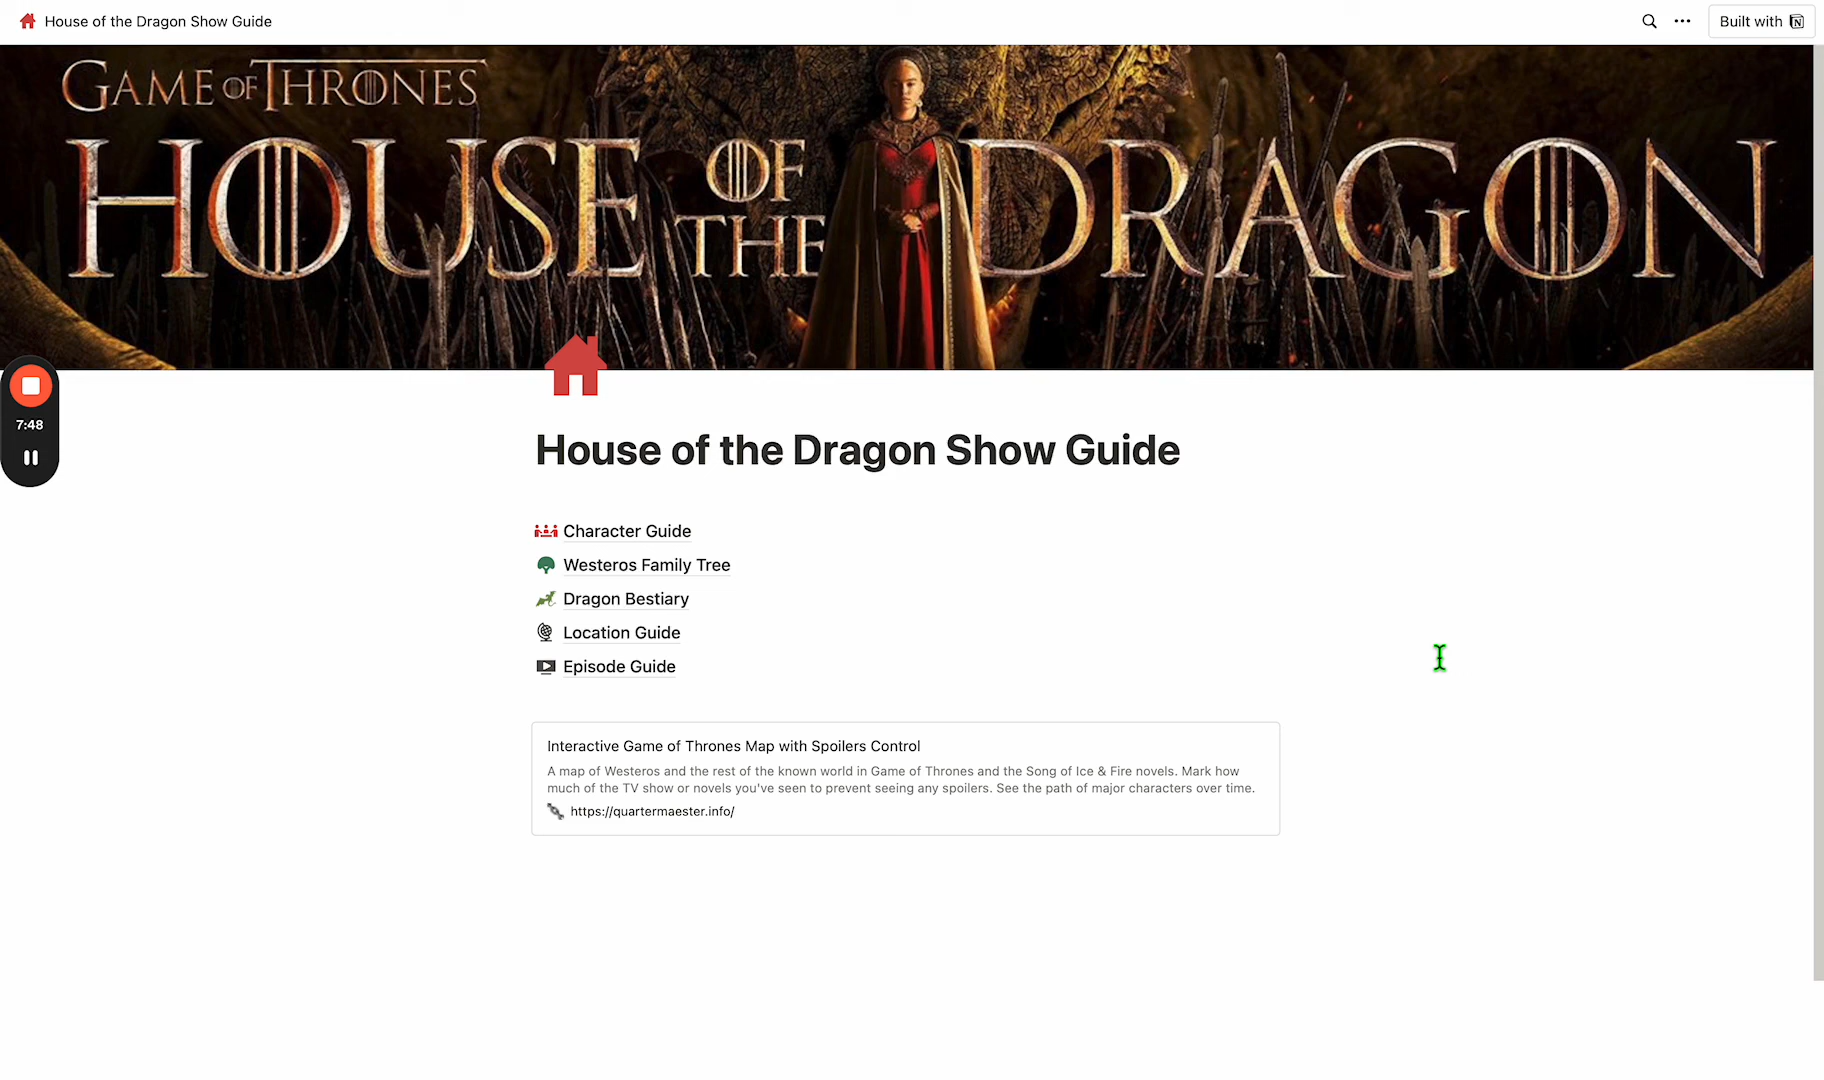 House of the Dragon Show Guide
Built with
GAME OF THRONES
HOUSE OF THE DRAGON
7:48
House of the Dragon Show Guide
Character Guide
Westeros Family Tree
Dragon Bestiary
Location Guide
Episode Guide
Interactive Game of Thrones Map with Spoilers Control
A map of Westeros and the rest of the known world in Game of Thrones and the Song of Ice & Fire novels. Mark how
much of the TV show or novels you've seen to prevent seeing any spoilers. See the path of major characters over time.
https://quartermaester.info/